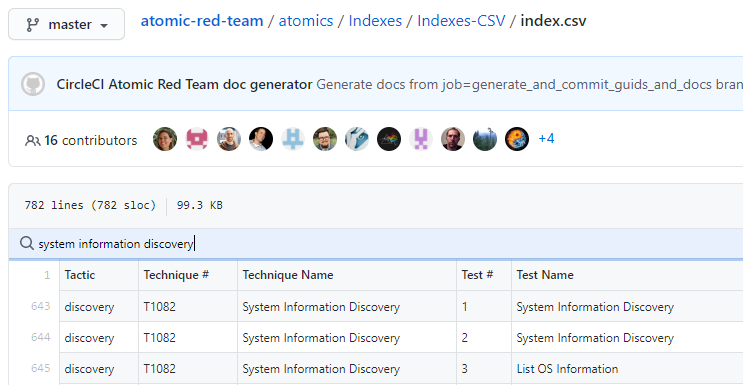 master atomic-red-team / atomics / Indexes / Indexes-CSV / index.csv
CircleCI Atomic Red Team doc generator Generate docs from job=generate_and_commit_guids_and_docs bran
16 contributors +4
782 lines (782 sloc) 99.3 KB
system information discovery
1 Tactic Technique # Technique Name Test # Test Name
643 discovery T1082 System Information Discovery 1 System Information Discovery
644 discovery T1082 System Information Discovery 2 System Information Discovery
645 discovery T1082 System Information Discovery 3 List OS Information